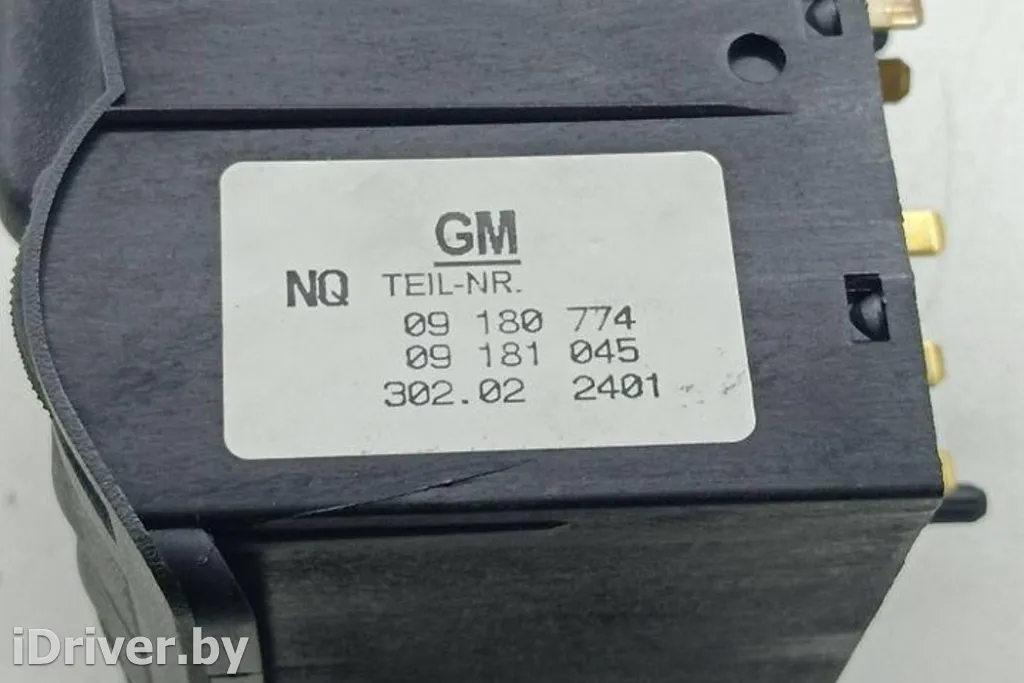 GM
NQ TEIL-NR.
09 180 774
09 181 045
302.02 2401
iDriver.by